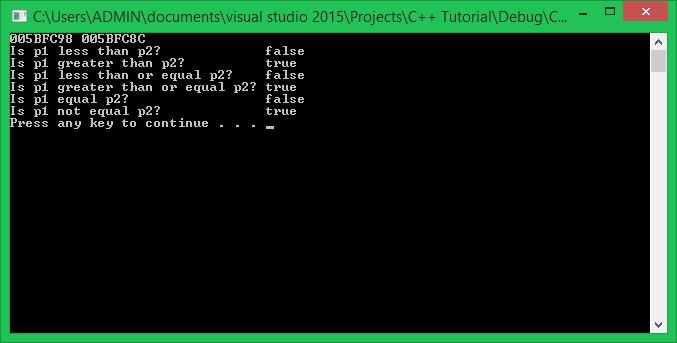 C:\Users\ADMIN\documents\visual studio 2015\Projects\C++ Tutorial\Debug\C...
005BFC98 005BFC8C
Is p1 less than p2?             false
Is p1 greater than p2?          true
Is p1 less than or equal p2?    false
Is p1 greater than or equal p2? true
Is p1 equal p2?                 false
Is p1 not equal p2?             true
Press any key to continue . . .